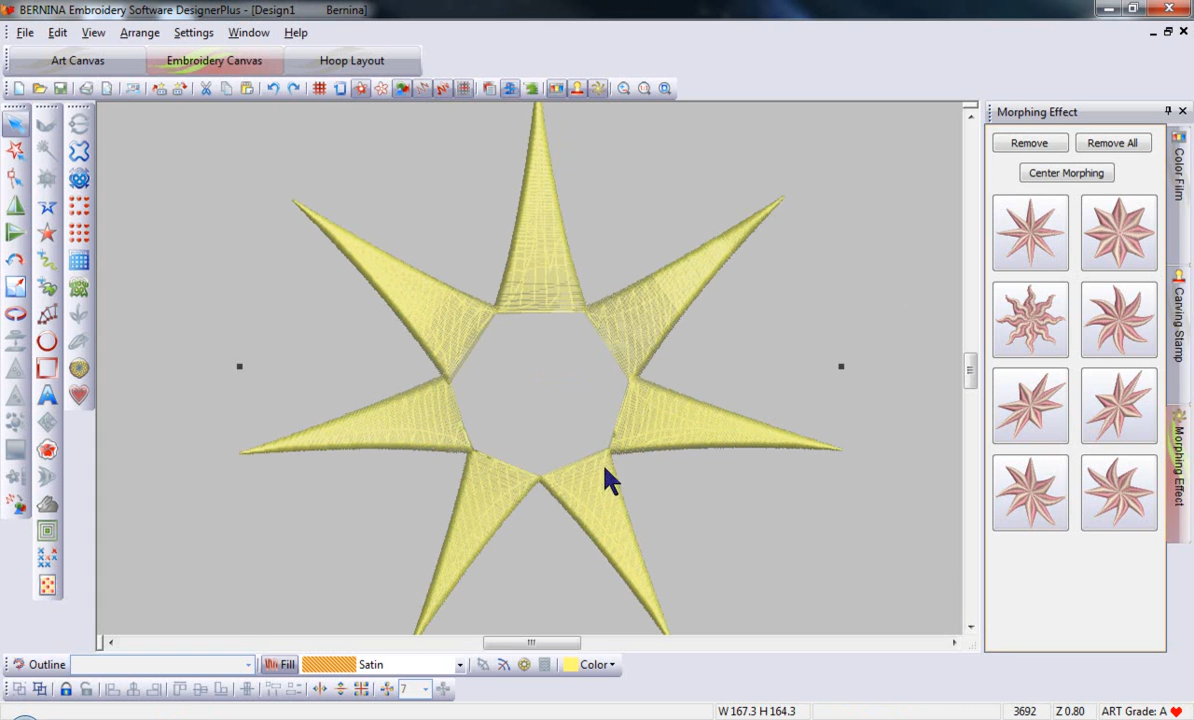 BERNINA Embroidery Software DesignerPlus - [Design1 Bernina]
File Edit View Arrange Settings Window Help
Art Canvas Embroidery Canvas Hoop Layout
Morphing Effect
Remove Remove All
Center Morphing
Color Film
Carving Stamp
Morphing Effect
Outline Fill Satin Color
7
W 167.3 H 164.3 3692 Z 0.80 ART Grade: A